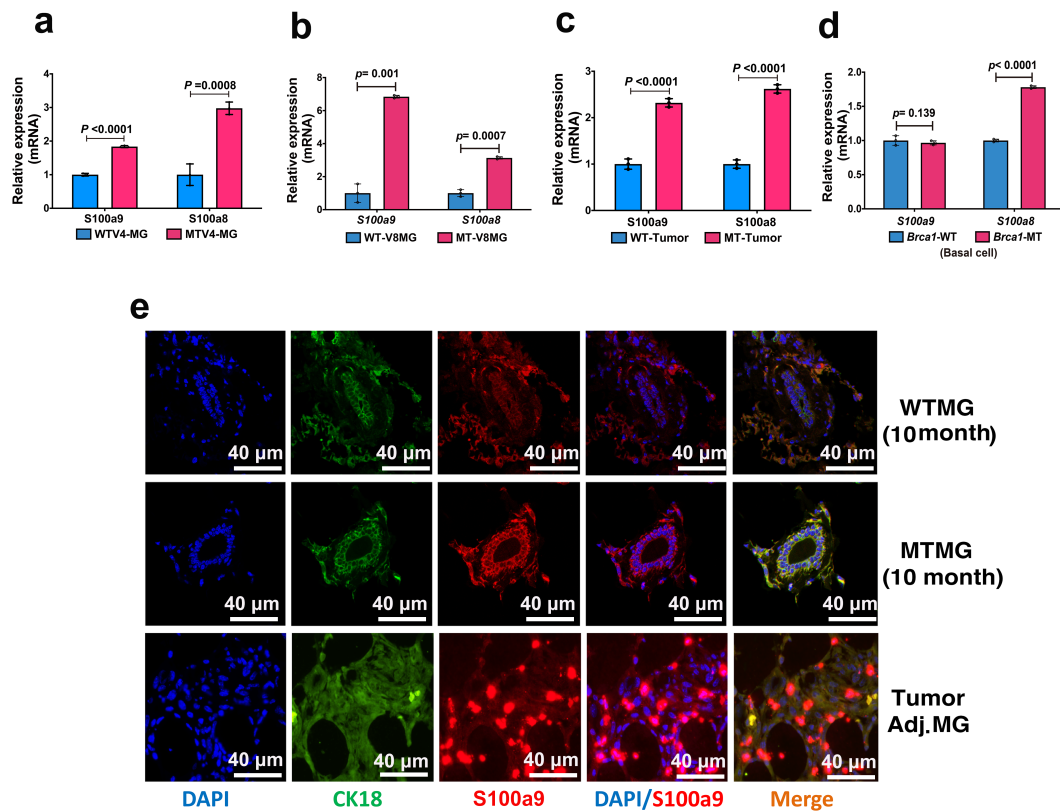 a
Relative expression
(mRNA)
4
3
2
1
0
P <0.0001
P =0.0008
S100a9
S100a8
WTV4-MG
MTV4-MG
b
Relative expression
(mRNA)
8
6
4
2
0
p= 0.001
p= 0.0007
S100a9
S100a8
WT-V8MG
MT-V8MG
c
Relative expression
(mRNA)
3
2
1
0
P <0.0001
P <0.0001
S100a9
S100a8
WT-Tumor
MT-Tumor
d
Relative expression
(mRNA)
2.0
1.5
1.0
0.5
0.0
p= 0.139
p< 0.0001
S100a9
S100a8
Brca1-WT
Brca1-MT
(Basal cell)
e
40 µm
40 µm
40 µm
40 µm
40 µm
WTMG
(10month)
40 µm
40 µm
40 µm
40 µm
40 µm
MTMG
(10 month)
40 µm
40 µm
40 µm
40 µm
40 µm
Tumor
Adj.MG
DAPI
CK18
S100a9
DAPI/S100a9
Merge